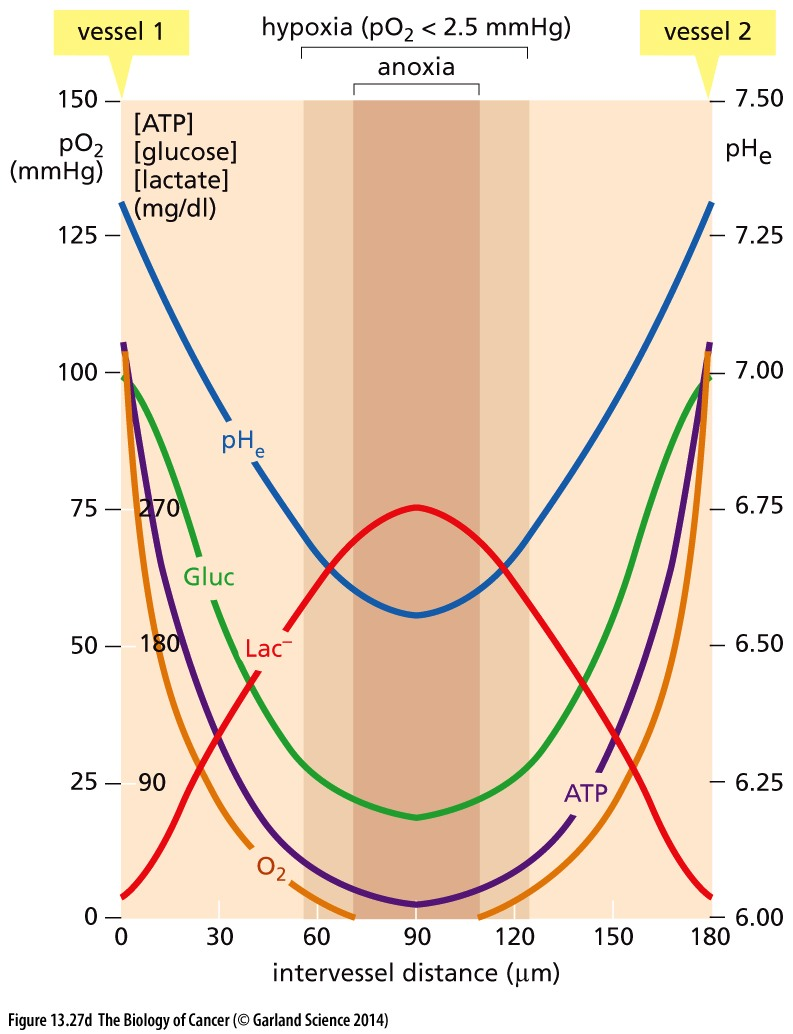 vessel 1
hypoxia (pO₂ < 2.5 mmHg)
vessel 2
anoxia
150
7.50
pO₂
(mmHg)
[ATP]
[glucose]
[lactate]
(mg/dl)
pHₑ
125
7.25
100
7.00
pHₑ
75
270
6.75
Gluc
50
180
Lac⁻
6.50
25
90
6.25
ATP
O₂
0
6.00
0 30 60 90 120 150 180
intervessel distance (μm)
Figure 13.27d The Biology of Cancer (© Garland Science 2014)